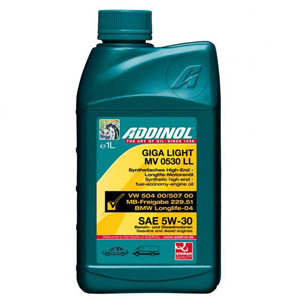 ADDINOL
THE ART OF OIL. SINCE 1936
1L
GIGA LIGHT
MV 0530 LL
Synthetisches High-End -
Longlife-Motorenöl
Synthetic high-end -
fuel-economy-engine oil
VW 504 00/507 00
MB-Freigabe 229.51
BMW Longlife-04
SAE 5W-30
Benzin- und Dieselmotoren
Gasoline and diesel engines